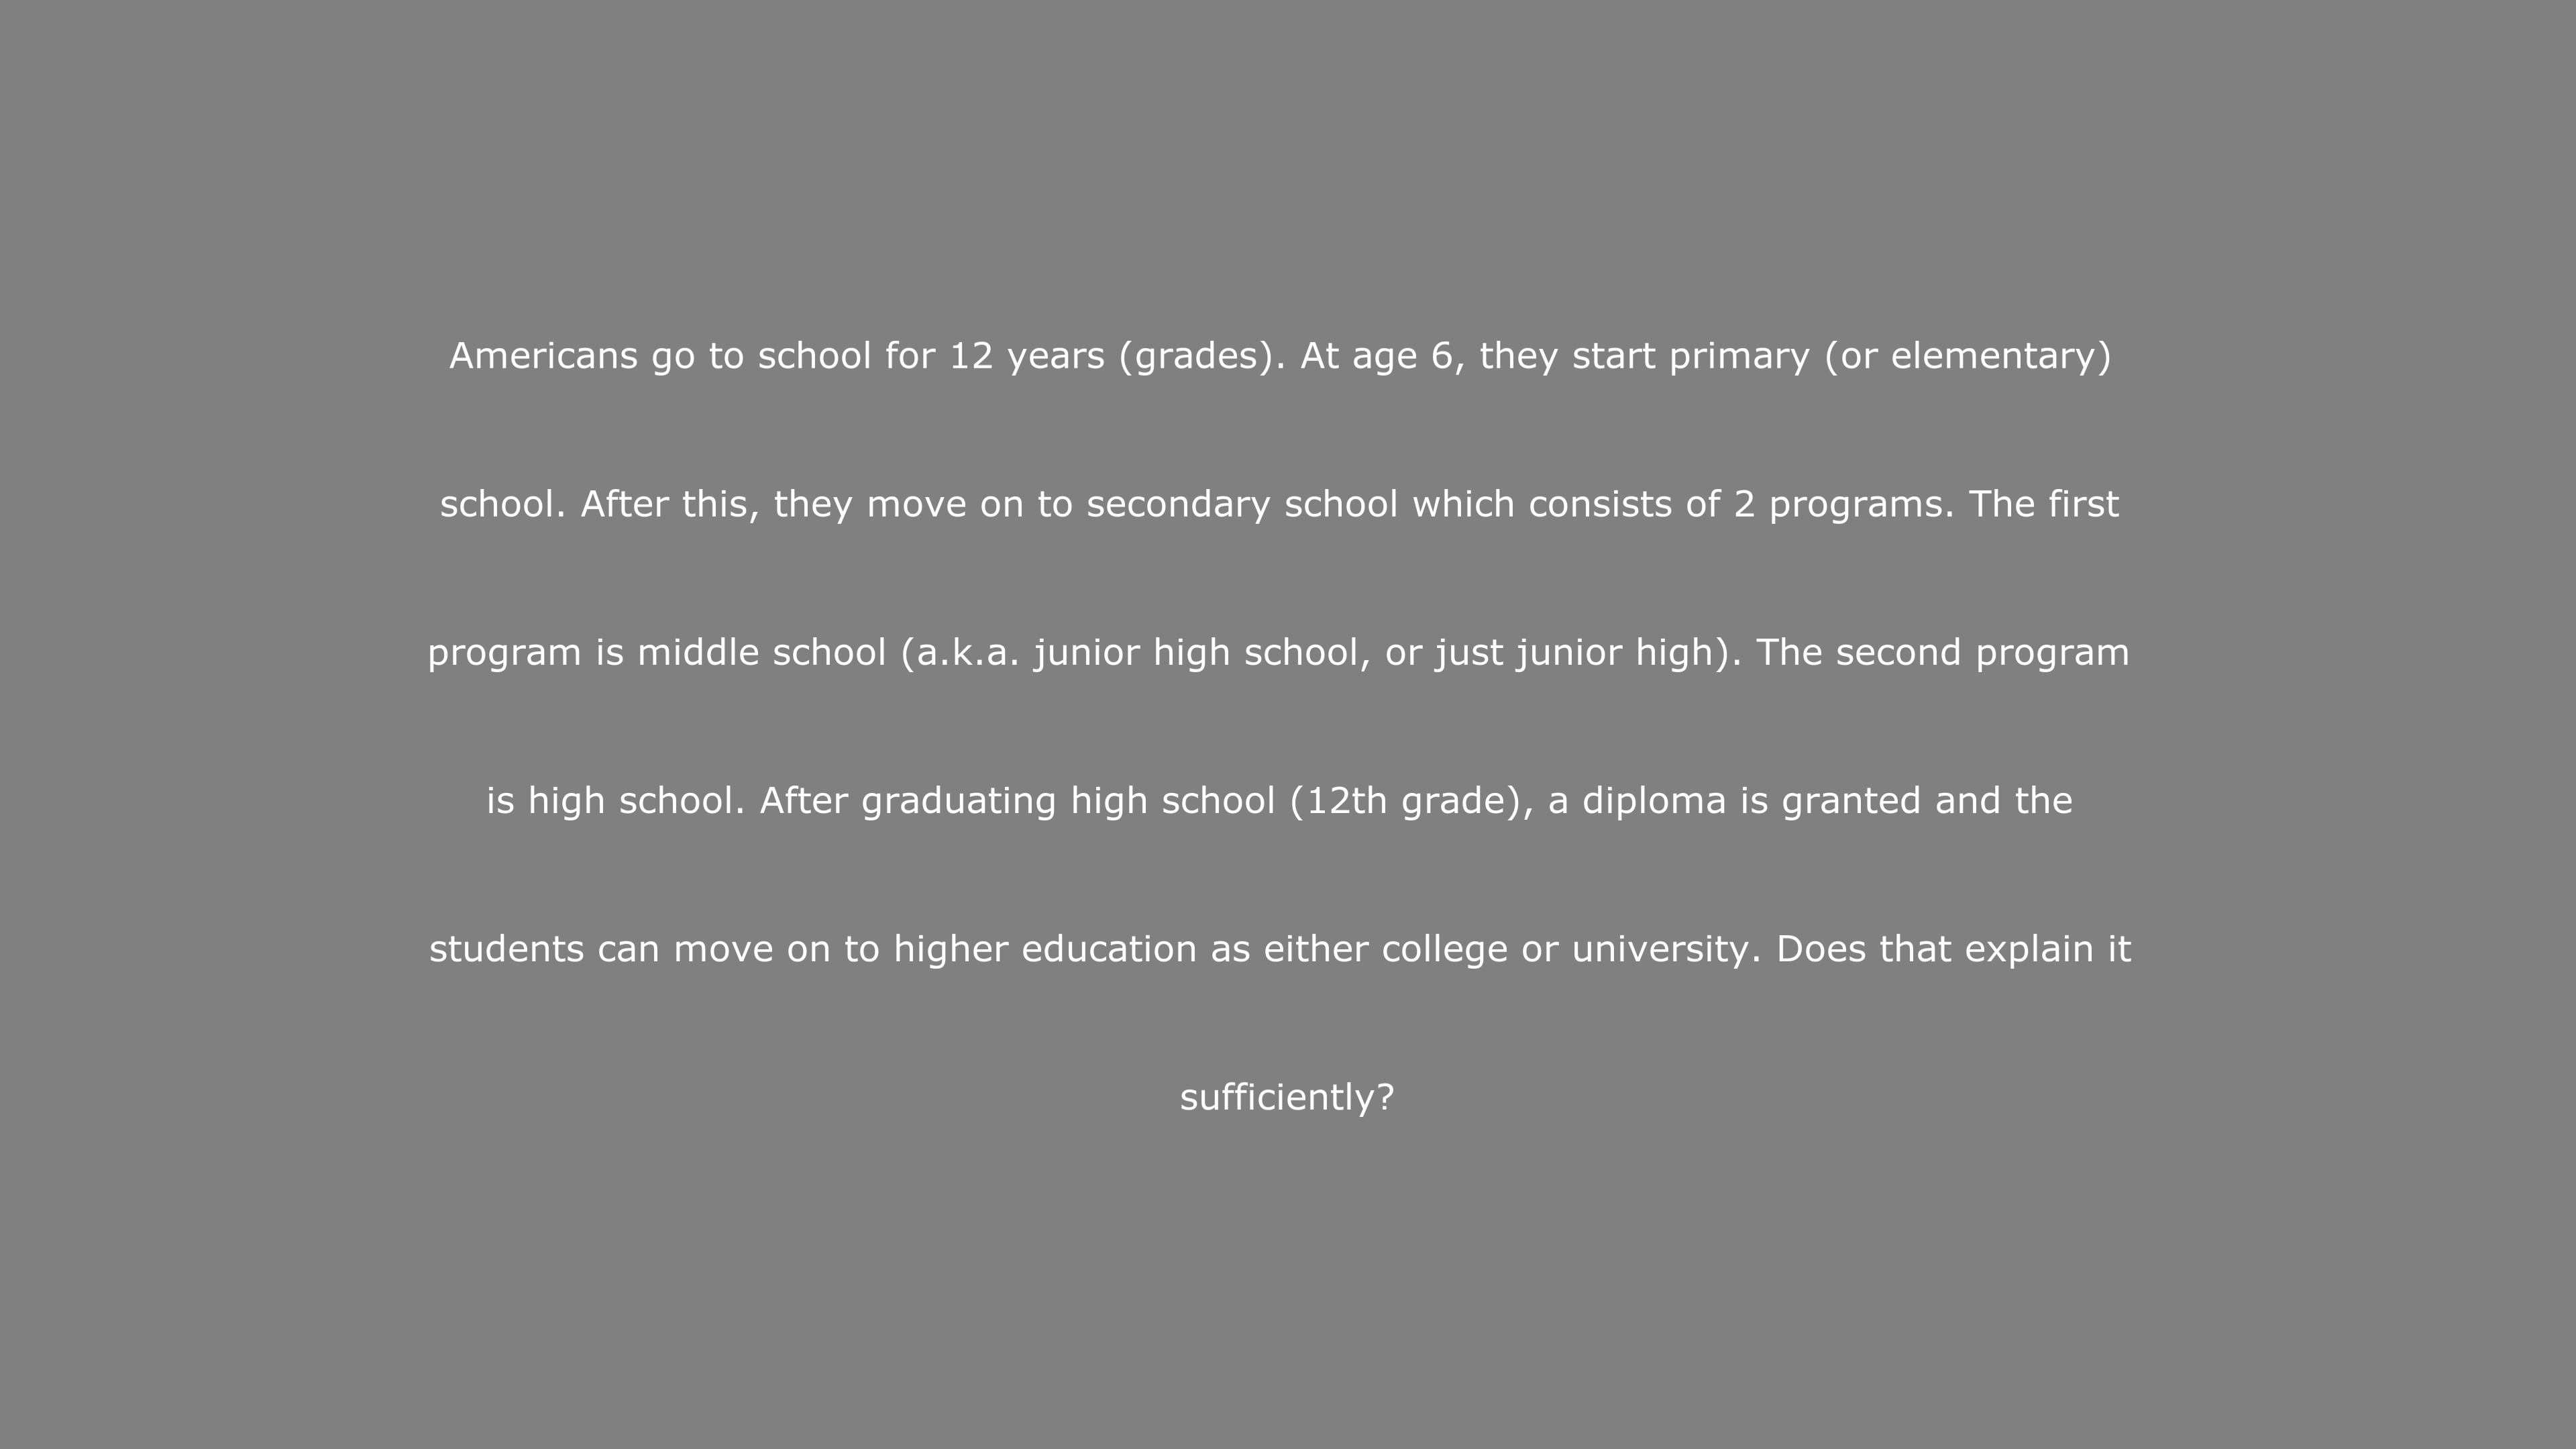 Americans go to school for 12 years (grades). At age 6, they start primary (or elementary)
school. After this, they move on to secondary school which consists of 2 programs. The first
program is middle school (a.k.a. junior high school, or just junior high). The second program
is high school. After graduating high school (12th grade), a diploma is granted and the
students can move on to higher education as either college or university. Does that explain it
sufficiently?